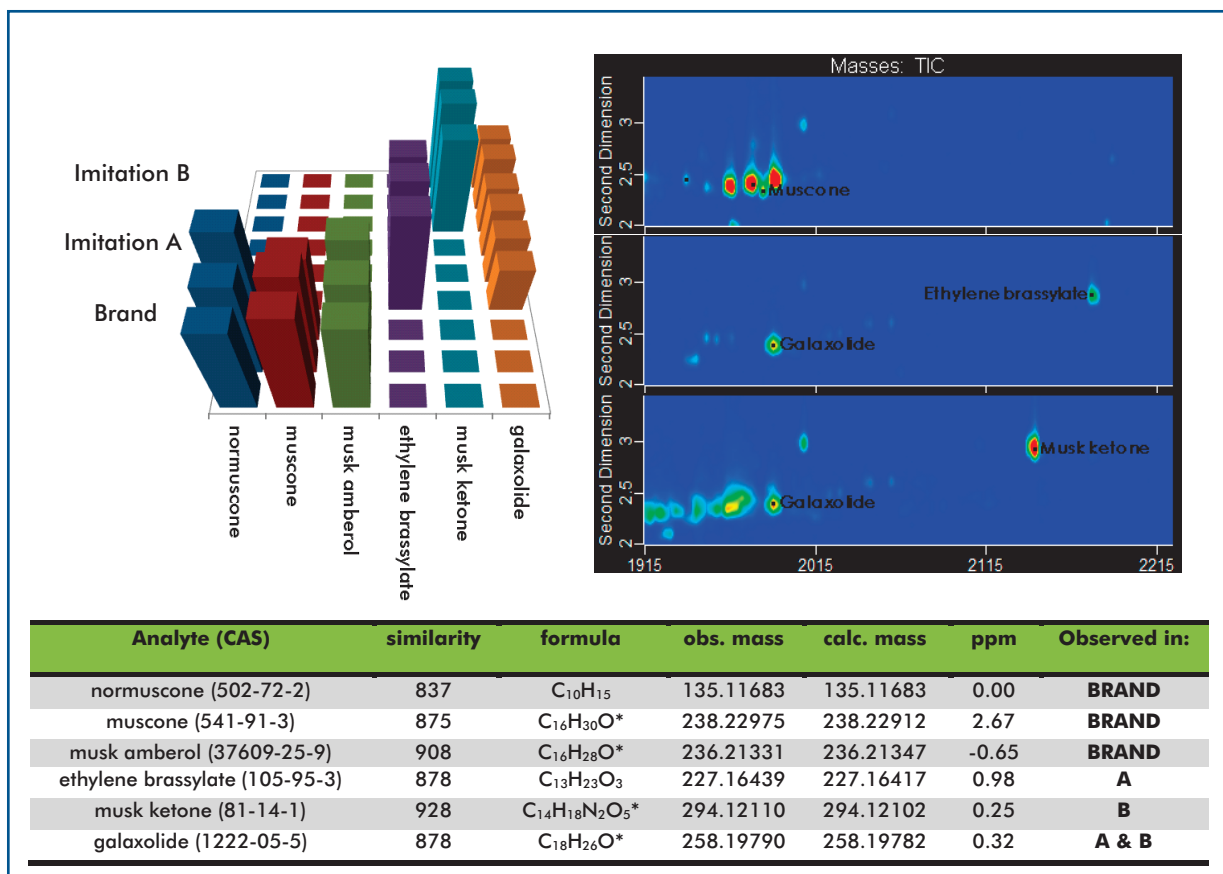 Imitation B
Imitation A
Brand
normuscone
muscone
musk amberol
ethylene brassylate
musk ketone
galaxolide
Masses: TIC
Second Dimension
3
2.5
2
Muscone
Second Dimension
3
2.5
2
Ethylene brassylate
Galaxolide
Second Dimension
3
2.5
2
Musk ketone
Galaxolide
1915 2015 2115 2215
Analyte (CAS) similarity formula obs. mass calc. mass ppm Observed in:
normuscone (502-72-2) 837 C₁₀H₁₅ 135.11683 135.11683 0.00 BRAND
muscone (541-91-3) 875 C₁₆H₃₀O* 238.22975 238.22912 2.67 BRAND
musk amberol (37609-25-9) 908 C₁₆H₂₈O* 236.21331 236.21347 -0.65 BRAND
ethylene brassylate (105-95-3) 878 C₁₃H₂₃O₃ 227.16439 227.16417 0.98 A
musk ketone (81-14-1) 928 C₁₄H₁₈N₂O₅* 294.12110 294.12102 0.25 B
galaxolide (1222-05-5) 878 C₁₈H₂₆O* 258.19790 258.19782 0.32 A & B